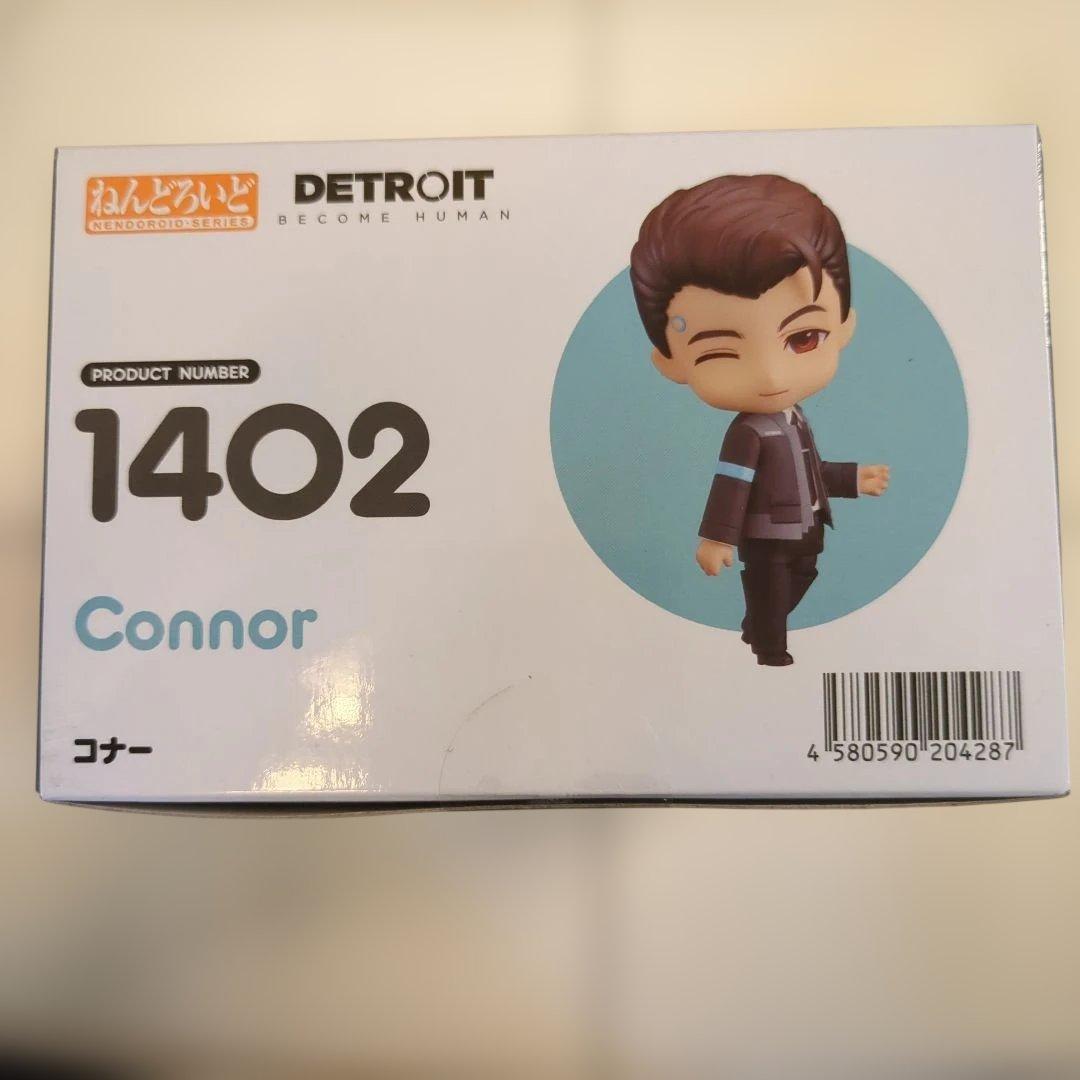 ねんどろいど
NENDOROID·SERIES
DETROIT
BECOME HUMAN
PRODUCT NUMBER
1402
Connor
コナー
4 580590 204287